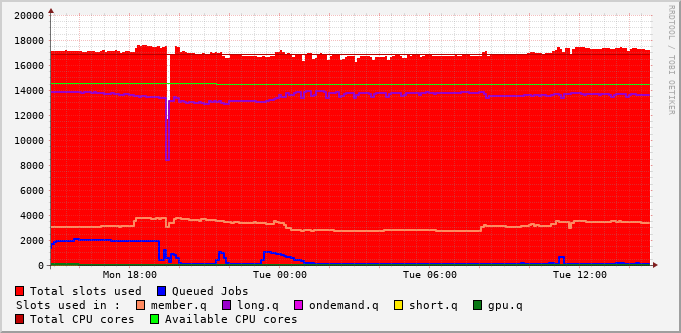 RRDTOOL / TOBI OETIKER
20000
18000
16000
14000
12000
10000
8000
6000
4000
2000
0
Mon 18:00 Tue 00:00 Tue 06:00 Tue 12:00
Total slots used Queued Jobs
Slots used in : member.q long.q ondemand.q short.q gpu.q
Total CPU cores Available CPU cores